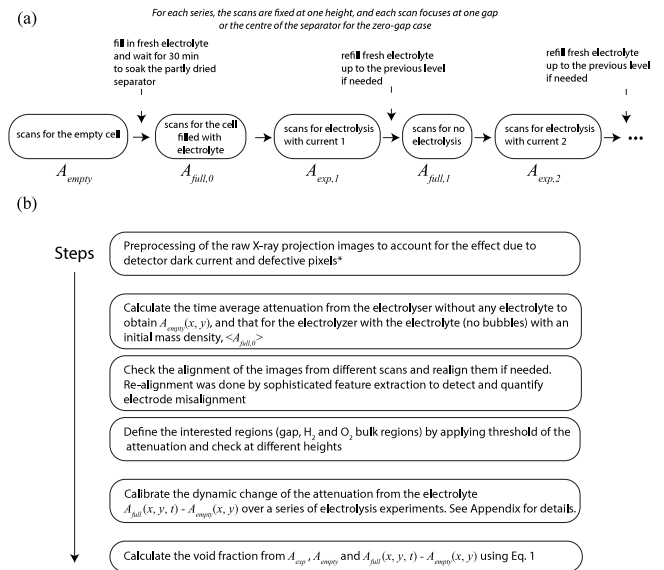 (a)
For each series, the scans are fixed at one height, and each scan focuses at one gap
or the centre of the separator for the zero-gap case
fill in fresh electrolyte
and wait for 30 min
to soak the partly dried
separator
refill fresh electrolyte
up to the previous level
if needed
refill fresh electrolyte
up to the previous level
if needed
scans for the empty cell
scans for the cell
filled with
electrolyte
scans for electrolysis
with current 1
scans for no
electrolysis
scans for electrolysis
with current 2
...
A_empty
A_full,0
A_exp,1
A_full,1
A_exp,2
(b)
Steps
Preprocessing of the raw X-ray projection images to account for the effect due to
detector dark current and defective pixels*
Calculate the time average attenuation from the electrolyser without any electrolyte to
obtain A_empty(x, y), and that for the electrolyzer with the electrolyte (no bubbles) with an
initial mass density, <A_full,0>
Check the alignment of the images from different scans and realign them if needed.
Re-alignment was done by sophisticated feature extraction to detect and quantify
electrode misalignment
Define the interested regions (gap, H2 and O2 bulk regions) by applying threshold of the
attenuation and check at different heights
Calibrate the dynamic change of the attenuation from the electrolyte
A_full(x, y, t) - A_empty(x, y) over a series of electrolysis experiments. See Appendix for details.
Calculate the void fraction from A_exp, A_empty and A_full(x, y, t) - A_empty(x, y) using Eq. 1